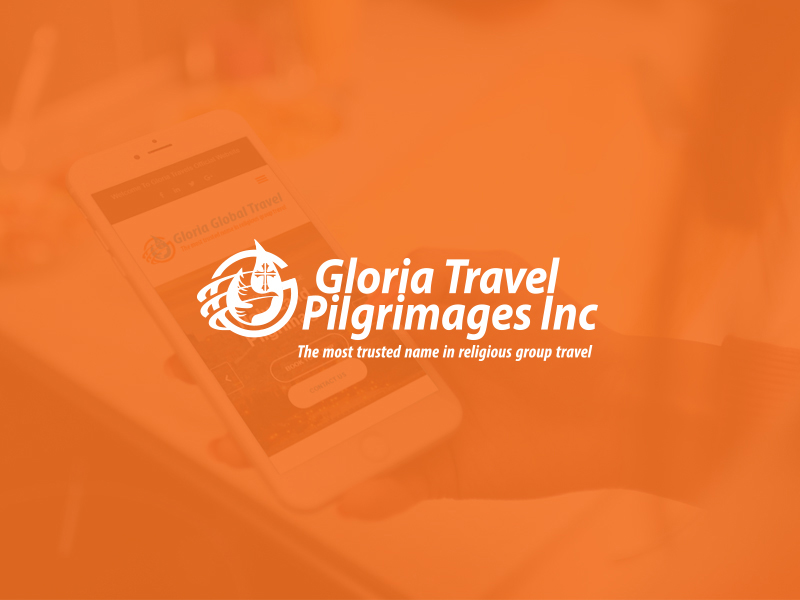 Gloria Global Travel
Gloria Travel
Pilgrimages Inc
The most trusted name in religious group travel